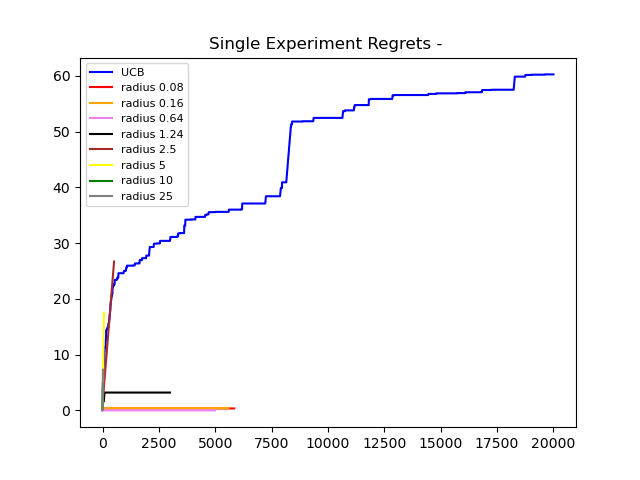 Single Experiment Regrets -
UCB
radius 0.08
radius 0.16
radius 0.64
radius 1.24
radius 2.5
radius 5
radius 10
radius 25
60
50
40
30
20
10
0
0 2500 5000 7500 10000 12500 15000 17500 20000